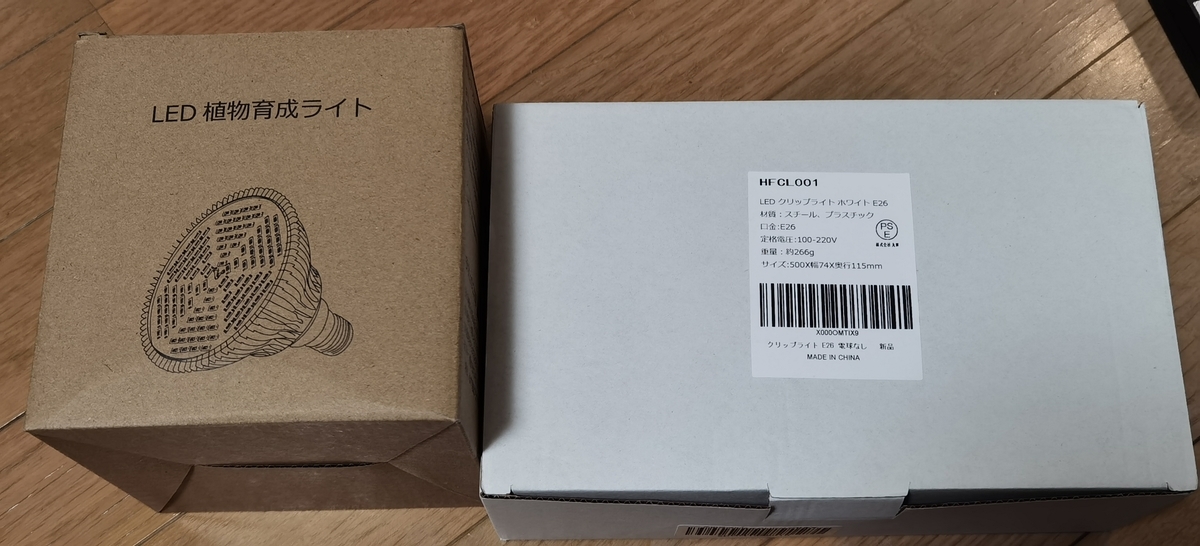 LED 植物育成ライト
HFCL001
LED クリップライト ホワイト E26
材質：スチール、プラスチック
口金:E26
定格電圧:100-220V
重量：約266g
サイズ:500X幅74X奥行115mm
PS
E
X000OMTIX9
クリップライト E26 電球なし 新品
MADE IN CHINA